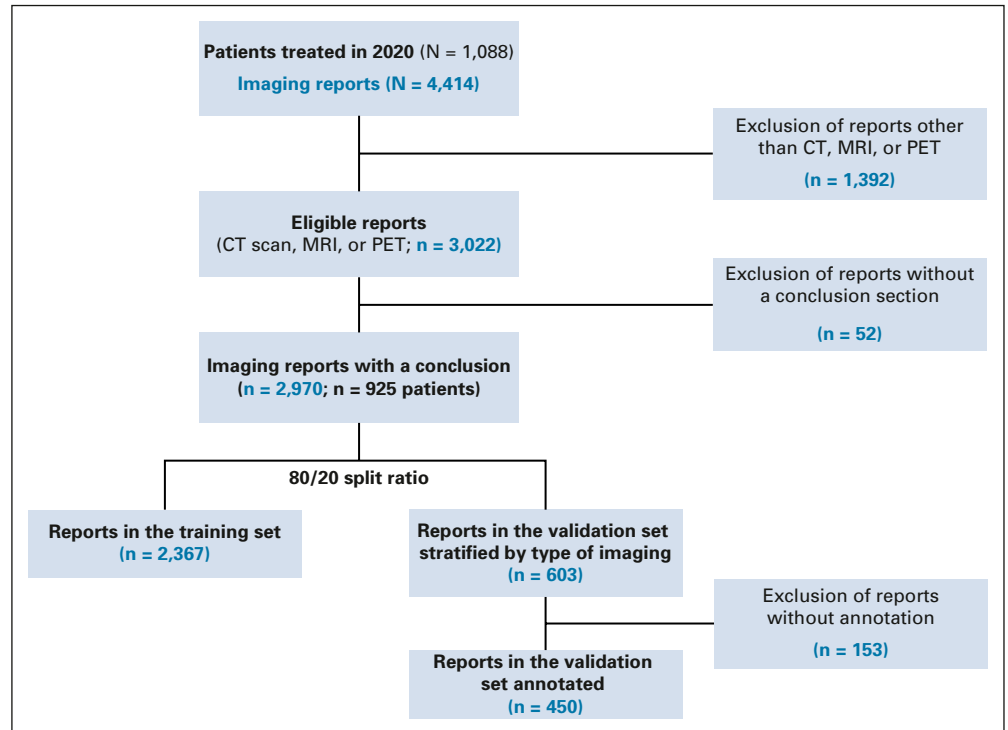 Patients treated in 2020 (N = 1,088)
Imaging reports (N = 4,414)
Exclusion of reports other
than CT, MRI, or PET
(n = 1,392)
Eligible reports
(CT scan, MRI, or PET; n = 3,022)
Exclusion of reports without
a conclusion section
(n = 52)
Imaging reports with a conclusion
(n = 2,970; n = 925 patients)
80/20 split ratio
Reports in the training set
(n = 2,367)
Reports in the validation set
stratified by type of imaging
(n = 603)
Exclusion of reports
without annotation
(n = 153)
Reports in the validation
set annotated
(n = 450)